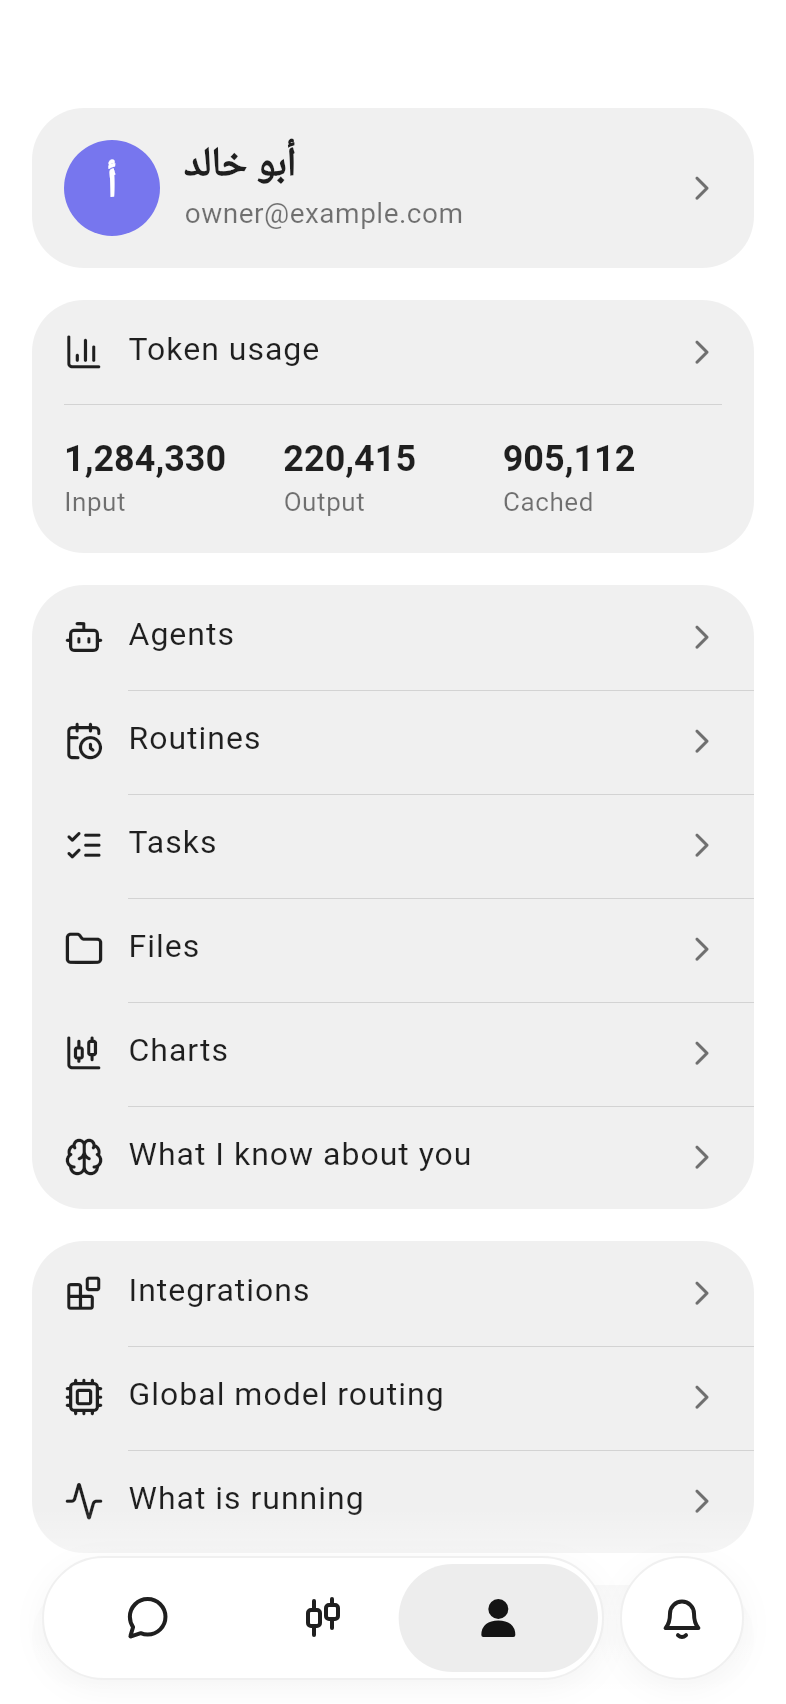 أ
أبو خالد
owner@example.com
Token usage
1,284,330 220,415 905,112
Input Output Cached
Agents
Routines
Tasks
Files
Charts
What I know about you
Integrations
Global model routing
What is running